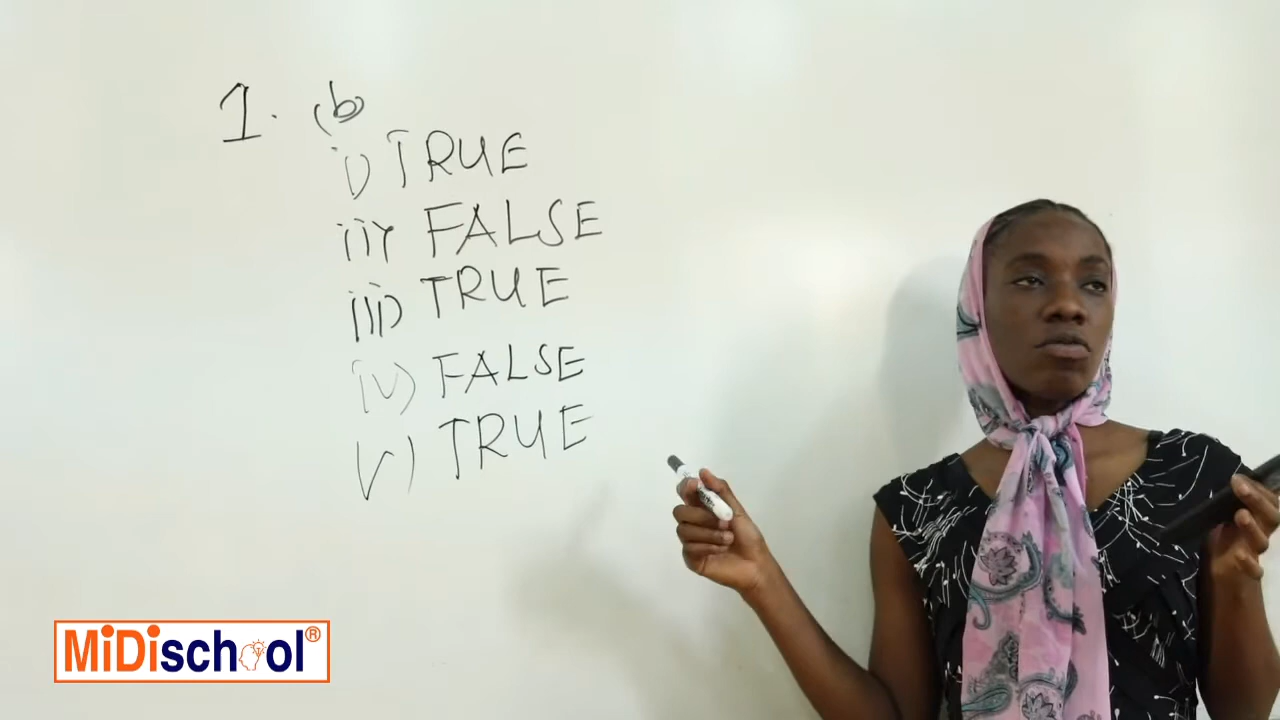 1. (b)
i) TRUE
ii) FALSE
iii) TRUE
iv) FALSE
v) TRUE
MiDischool®